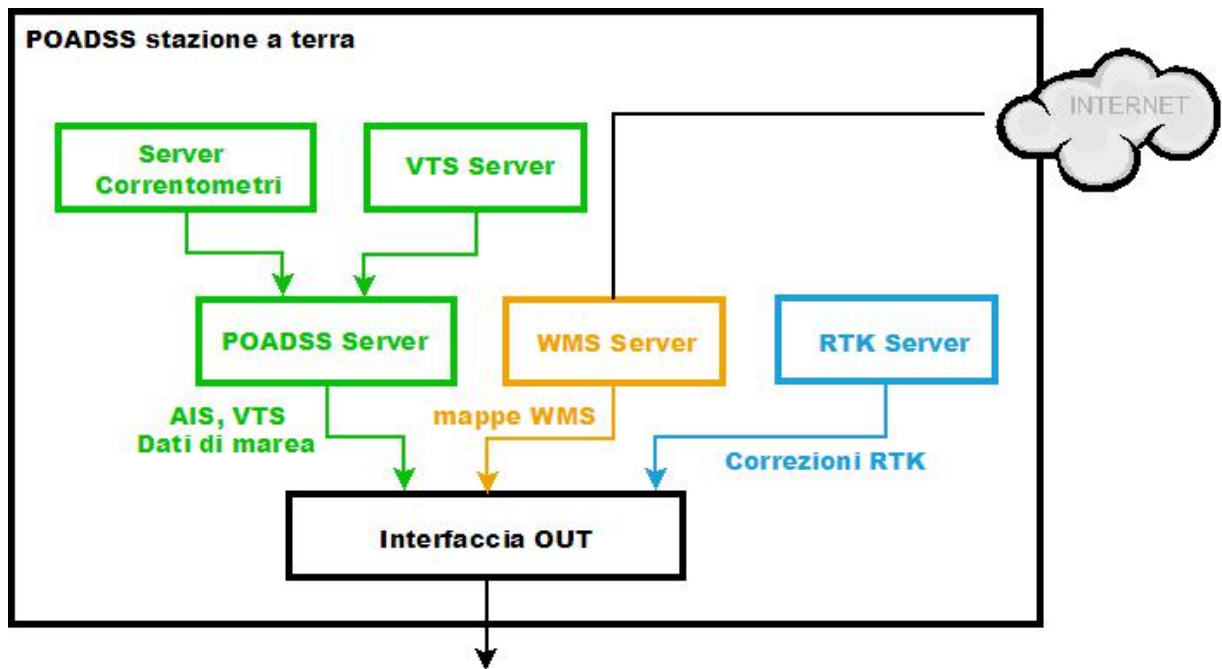 POADSS stazione a terra
INTERNET
Server
Correntometri
VTS Server
POADSS Server
WMS Server
RTK Server
AIS, VTS
Dati di marea
mappe WMS
Correzioni RTK
Interfaccia OUT